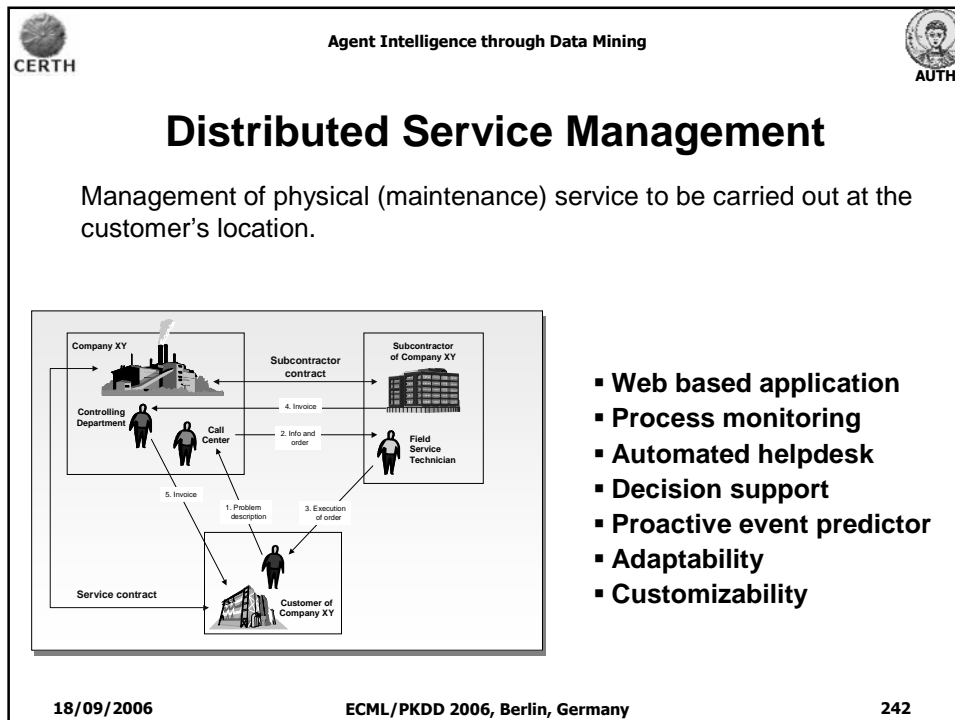 CERTH
Agent Intelligence through Data Mining
AUTH
Distributed Service Management
Management of physical (maintenance) service to be carried out at the
customer's location.
Company XY
Subcontractor
of Company XY
Subcontractor
contract
Controlling
Department
4. Invoice
Call
Center
2. Info and
order
Field
Service
Technician
5. Invoice
1. Problem
description
3. Execution
of order
Service contract
Customer of
Company XY
▪ Web based application
▪ Process monitoring
▪ Automated helpdesk
▪ Decision support
▪ Proactive event predictor
▪ Adaptability
▪ Customizability
18/09/2006
ECML/PKDD 2006, Berlin, Germany
242